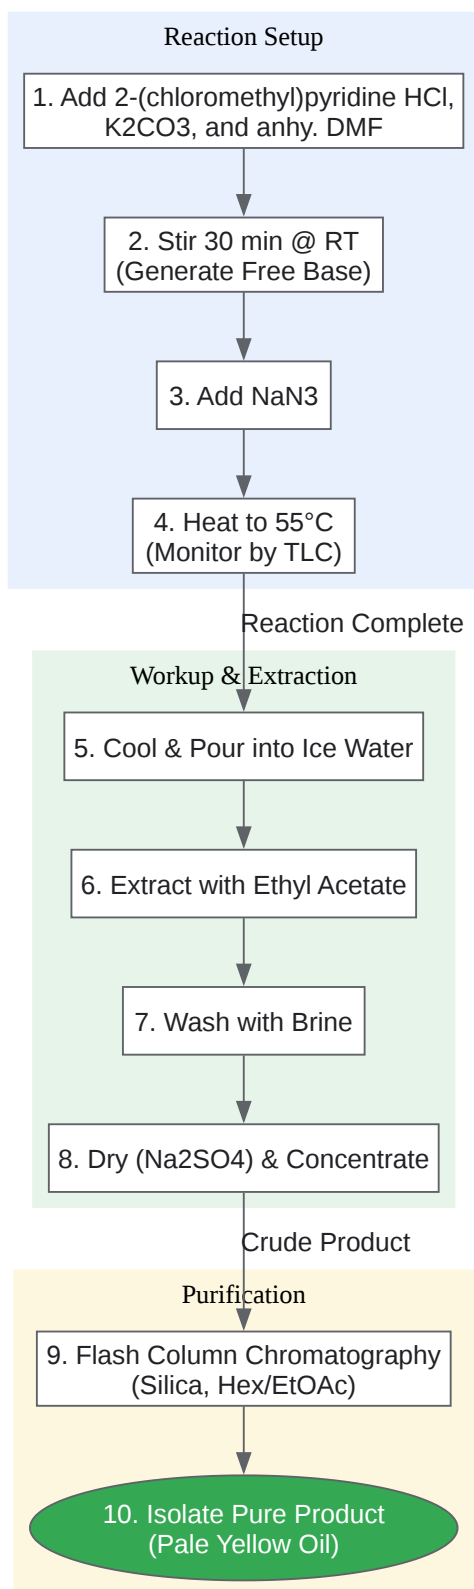 Reaction Setup
1. Add 2-(chloromethyl)pyridine HCl,
K2CO3, and anhy. DMF
2. Stir 30 min @ RT
(Generate Free Base)
3. Add NaN3
4. Heat to 55°C
(Monitor by TLC)
Reaction Complete
Workup & Extraction
5. Cool & Pour into Ice Water
6. Extract with Ethyl Acetate
7. Wash with Brine
8. Dry (Na2SO4) & Concentrate
Crude Product
Purification
9. Flash Column Chromatography
(Silica, Hex/EtOAc)
10. Isolate Pure Product
(Pale Yellow Oil)